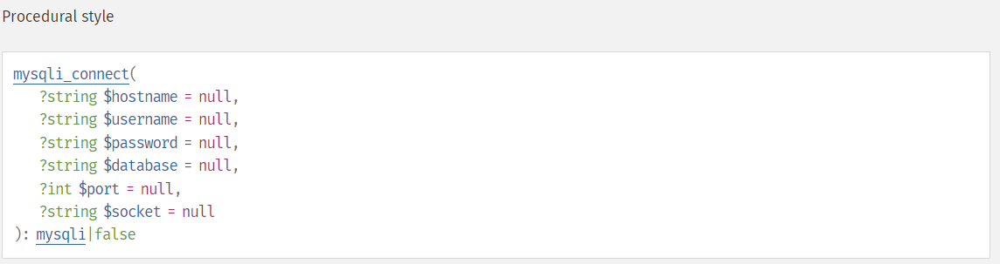 Procedural style
mysqli_connect(
?string $hostname = null,
?string $username = null,
?string $password = null,
?string $database = null,
?int $port = null,
?string $socket = null
): mysqli|false